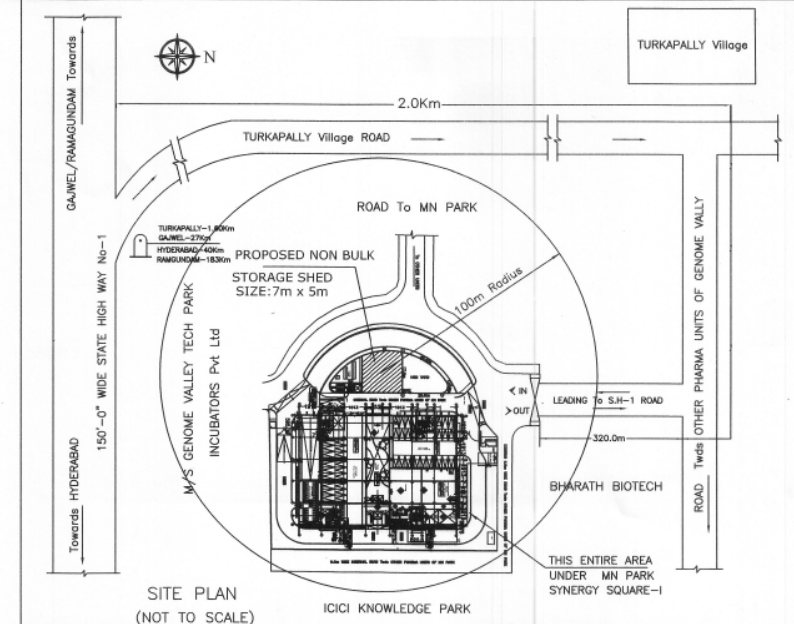 TURKAPALLY Village
N
GAJWEL/RAMAGUNDAM Towards
2.0Km
TURKAPALLY Village ROAD
ROAD To MN PARK
GAJWEL-27Km
HYDERABAD-40Km
RAMGUNDAM-183Km
PROPOSED NON BULK
STORAGE SHED
SIZE:7m x 5m
100m Radius
150'-0" WIDE STATE HIGH WAY No-1
M/S GENOME VALLEY TECH PARK
INCUBATORS Pvt Ltd
IN
OUT
LEADING To S.H-1 ROAD
320.0m
ROAD Twds OTHER PHARMA UNITS OF GENOME VALLY
BHARATH BIOTECH
Towards HYDERABAD
THIS ENTIRE AREA
UNDER MN PARK
SYNERGY SQUARE-I
SITE PLAN
(NOT TO SCALE)
ICICI KNOWLEDGE PARK